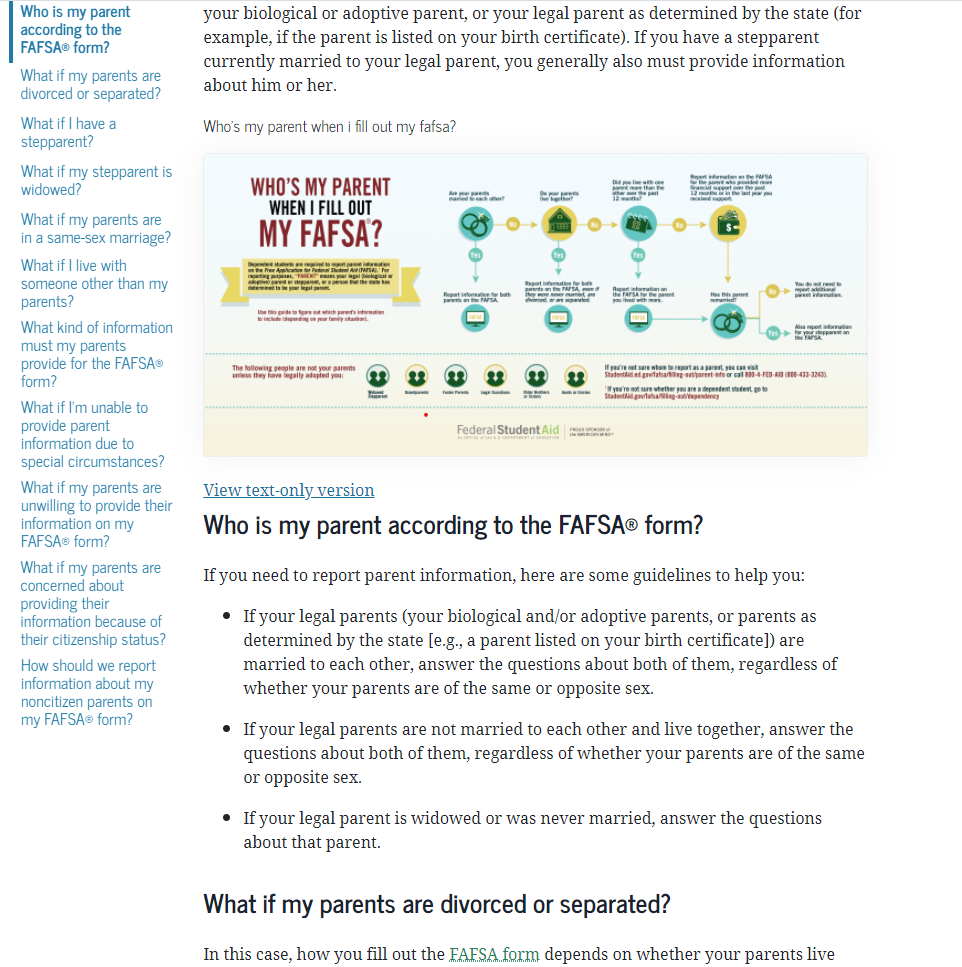 Who is my parent
according to the
FAFSA® form?
What if my parents are
divorced or separated?
What if I have a
stepparent?
What if my stepparent is
widowed?
What if my parents are
in a same-sex marriage?
What if I live with
someone other than my
parents?
What kind of information
must my parents
provide for the FAFSA®
form?
What if I'm unable to
provide parent
information due to
special circumstances?
What if my parents are
unwilling to provide their
information on my
FAFSA® form?
What if my parents are
concerned about
providing their
information because of
their citizenship status?
How should we report
information about my
noncitizen parents on
my FAFSA® form?
your biological or adoptive parent, or your legal parent as determined by the state (for
example, if the parent is listed on your birth certificate). If you have a stepparent
currently married to your legal parent, you generally also must provide information
about him or her.
Who's my parent when i fill out my fafsa?
WHO'S MY PARENT
WHEN I FILL OUT
MY FAFSA®?
Dependent students are required to report parent information
on the Free Application for Federal Student Aid (FAFSA). For
reporting purposes, "PARENT" means your legal (biological or
adoptive) parent or stepparent, or a person that the state has
determined to be your legal parent.
Use this guide to figure out which parent's information
to include (depending on your family situation).
Are your parents
married to each other?
No
Do your parents
live together?
No
Did you live with one
parent more than the
other over the past
12 months?
No
Report information on the FAFSA
for the parent who provided more
financial support over the past
12 months or in the last year you
received support.
Yes
Yes
Yes
Report information for both
parents on the FAFSA.
Report information for both
parents on the FAFSA, even if
they were never married, are
divorced, or are separated.
Report information on
the FAFSA for the parent
you lived with more.
Has this parent
remarried?
No
You do not need to
report additional
parent information.
Yes
Also report information
for your stepparent on
the FAFSA.
FAFSA
FAFSA
FAFSA
The following people are not your parents
unless they have legally adopted you:
Widowed
Stepparent
Grandparents
Foster Parents
Legal Guardians
Older Brothers
or Sisters
Aunts or Uncles
If you're not sure whom to report as a parent, you can visit
StudentAid.gov/fafsa/filling-out/parent-info or call 800-4-FED-AID (800-433-3243).
If you're not sure whether you are a dependent student, go to
StudentAid.gov/fafsa/filling-out/dependency
Federal Student Aid
An OFFICE of the U.S. DEPARTMENT of EDUCATION
PROUD SPONSOR of
the AMERICAN MIND®
View text-only version
Who is my parent according to the FAFSA® form?
If you need to report parent information, here are some guidelines to help you:
If your legal parents (your biological and/or adoptive parents, or parents as
determined by the state [e.g., a parent listed on your birth certificate]) are
married to each other, answer the questions about both of them, regardless of
whether your parents are of the same or opposite sex.
If your legal parents are not married to each other and live together, answer the
questions about both of them, regardless of whether your parents are of the same
or opposite sex.
If your legal parent is widowed or was never married, answer the questions
about that parent.
What if my parents are divorced or separated?
In this case, how you fill out the FAFSA form depends on whether your parents live